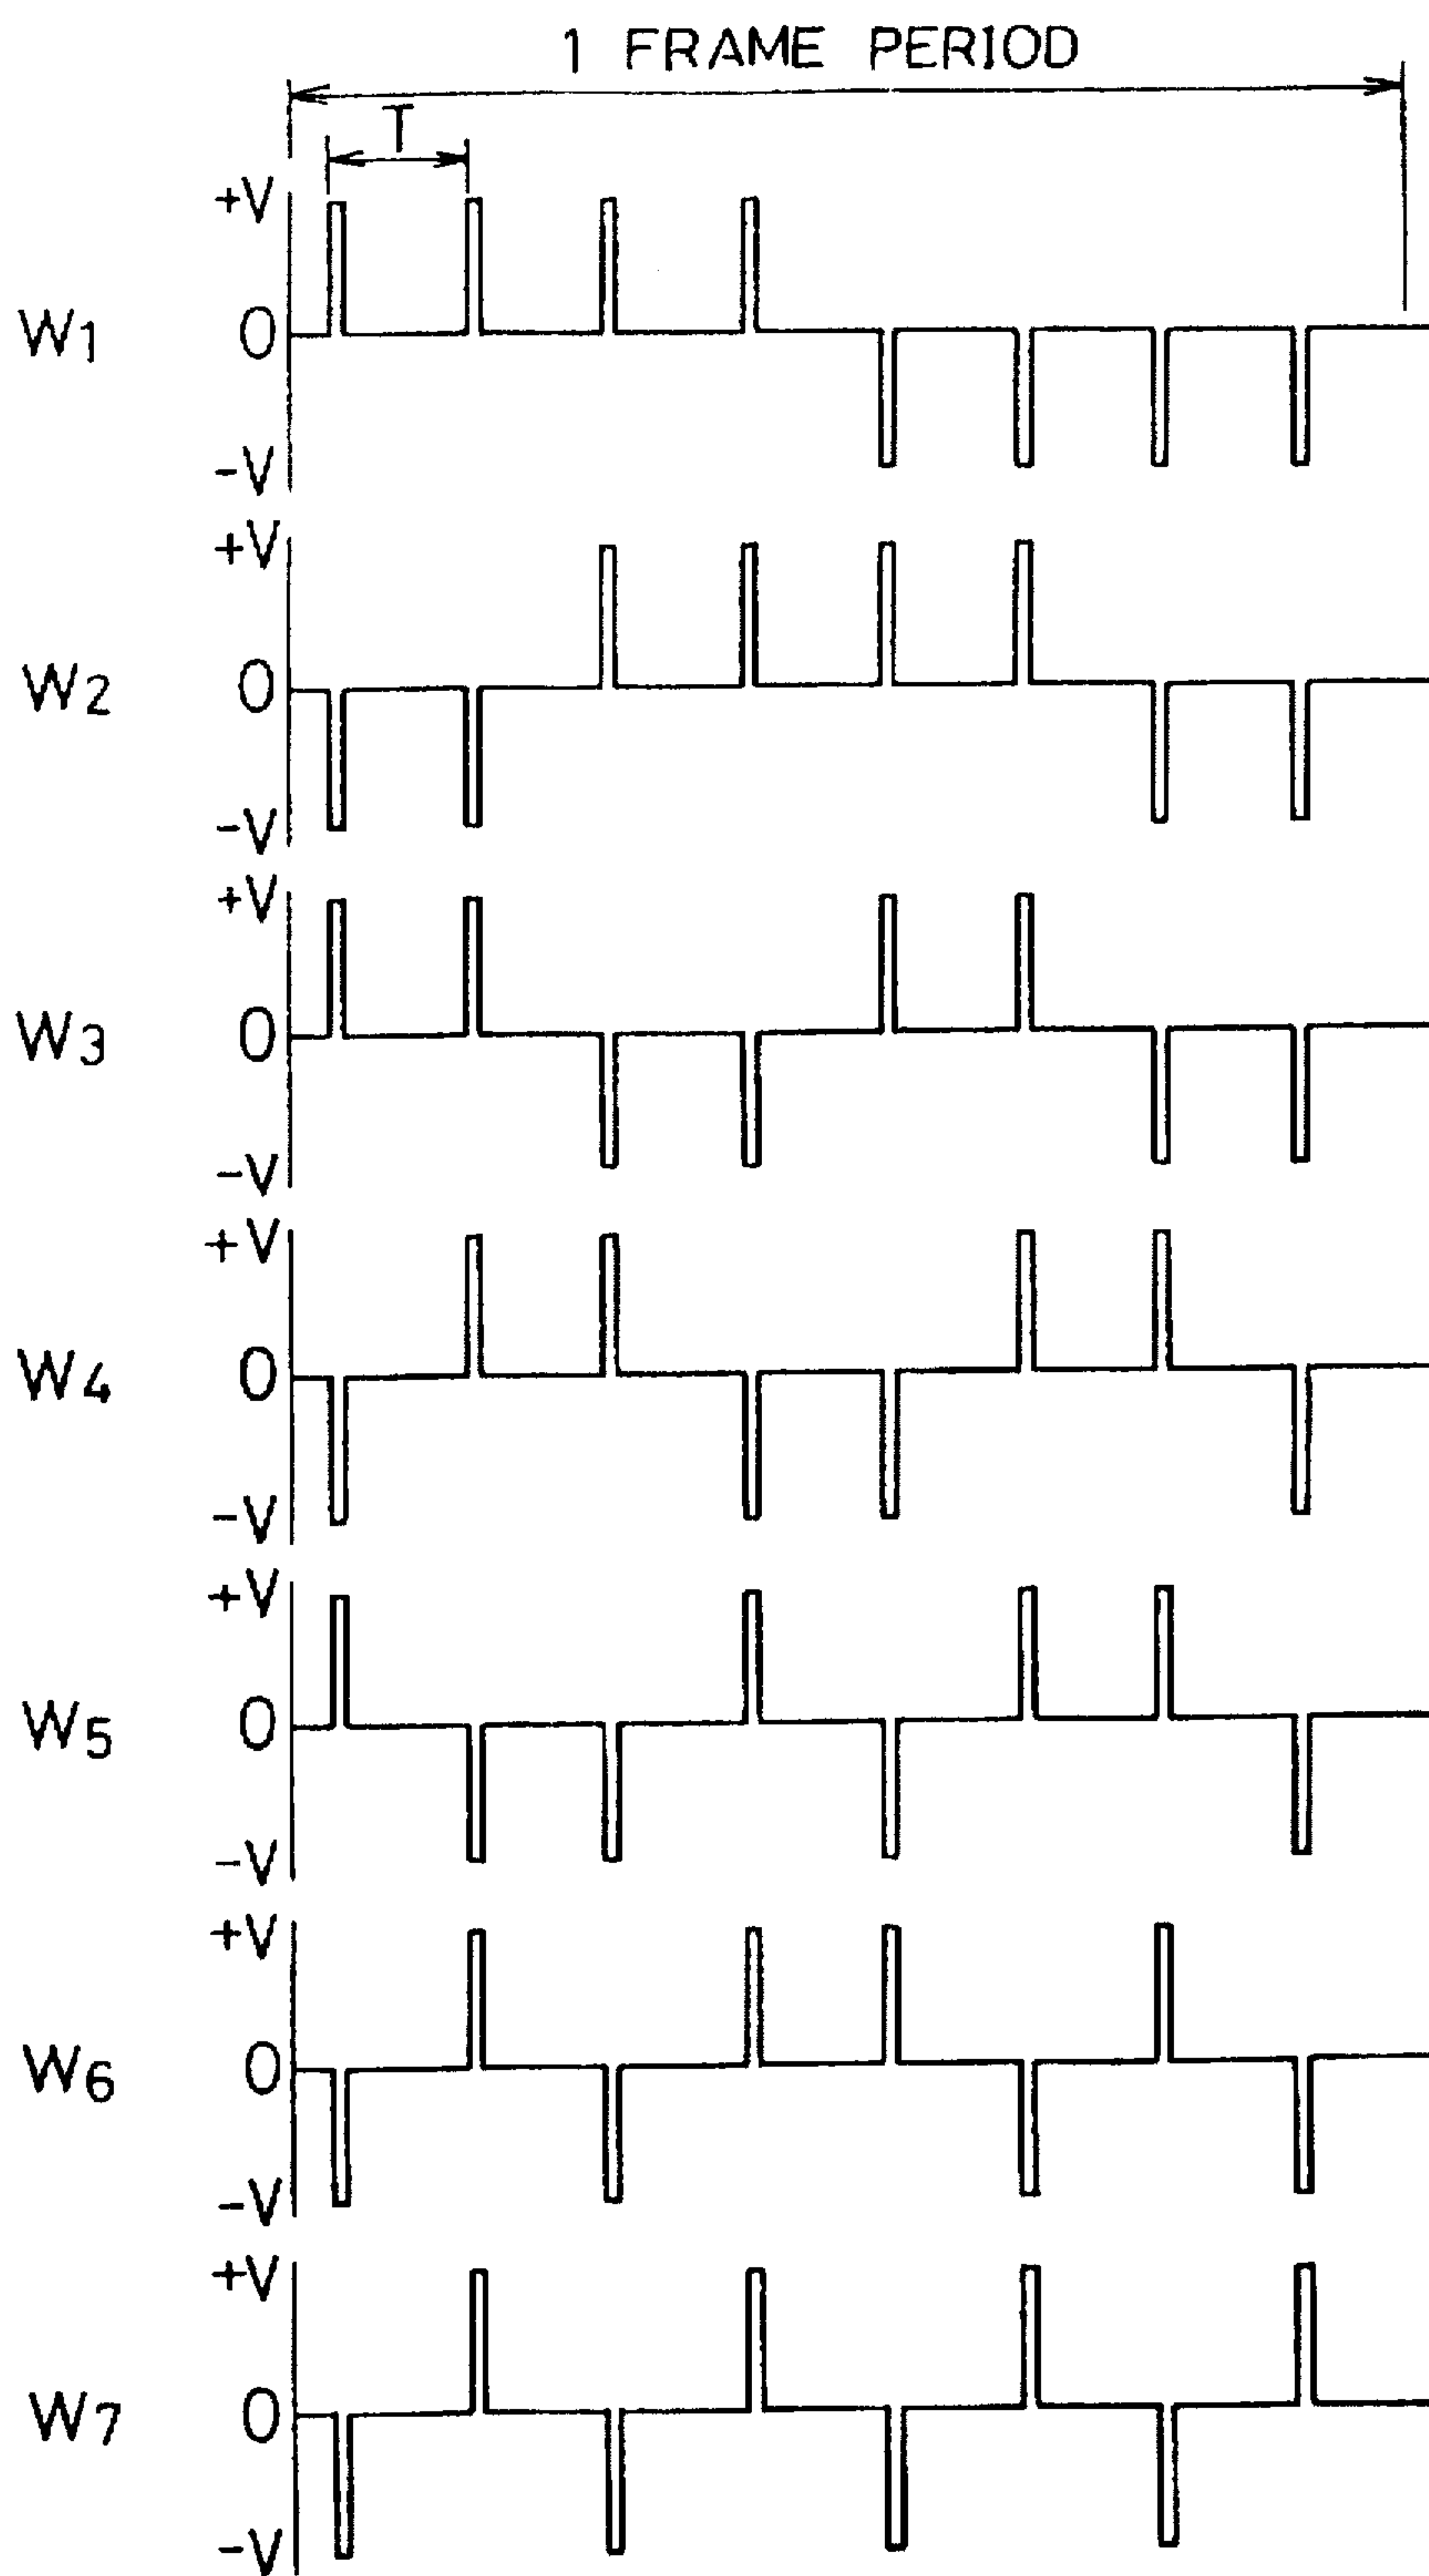 1 FRAME PERIOD
T
+V
W1 0
-V
+V
W2 0
-V
+V
W3 0
-V
+V
W4 0
-V
+V
W5 0
-V
+V
W6 0
-V
+V
W7 0
-V